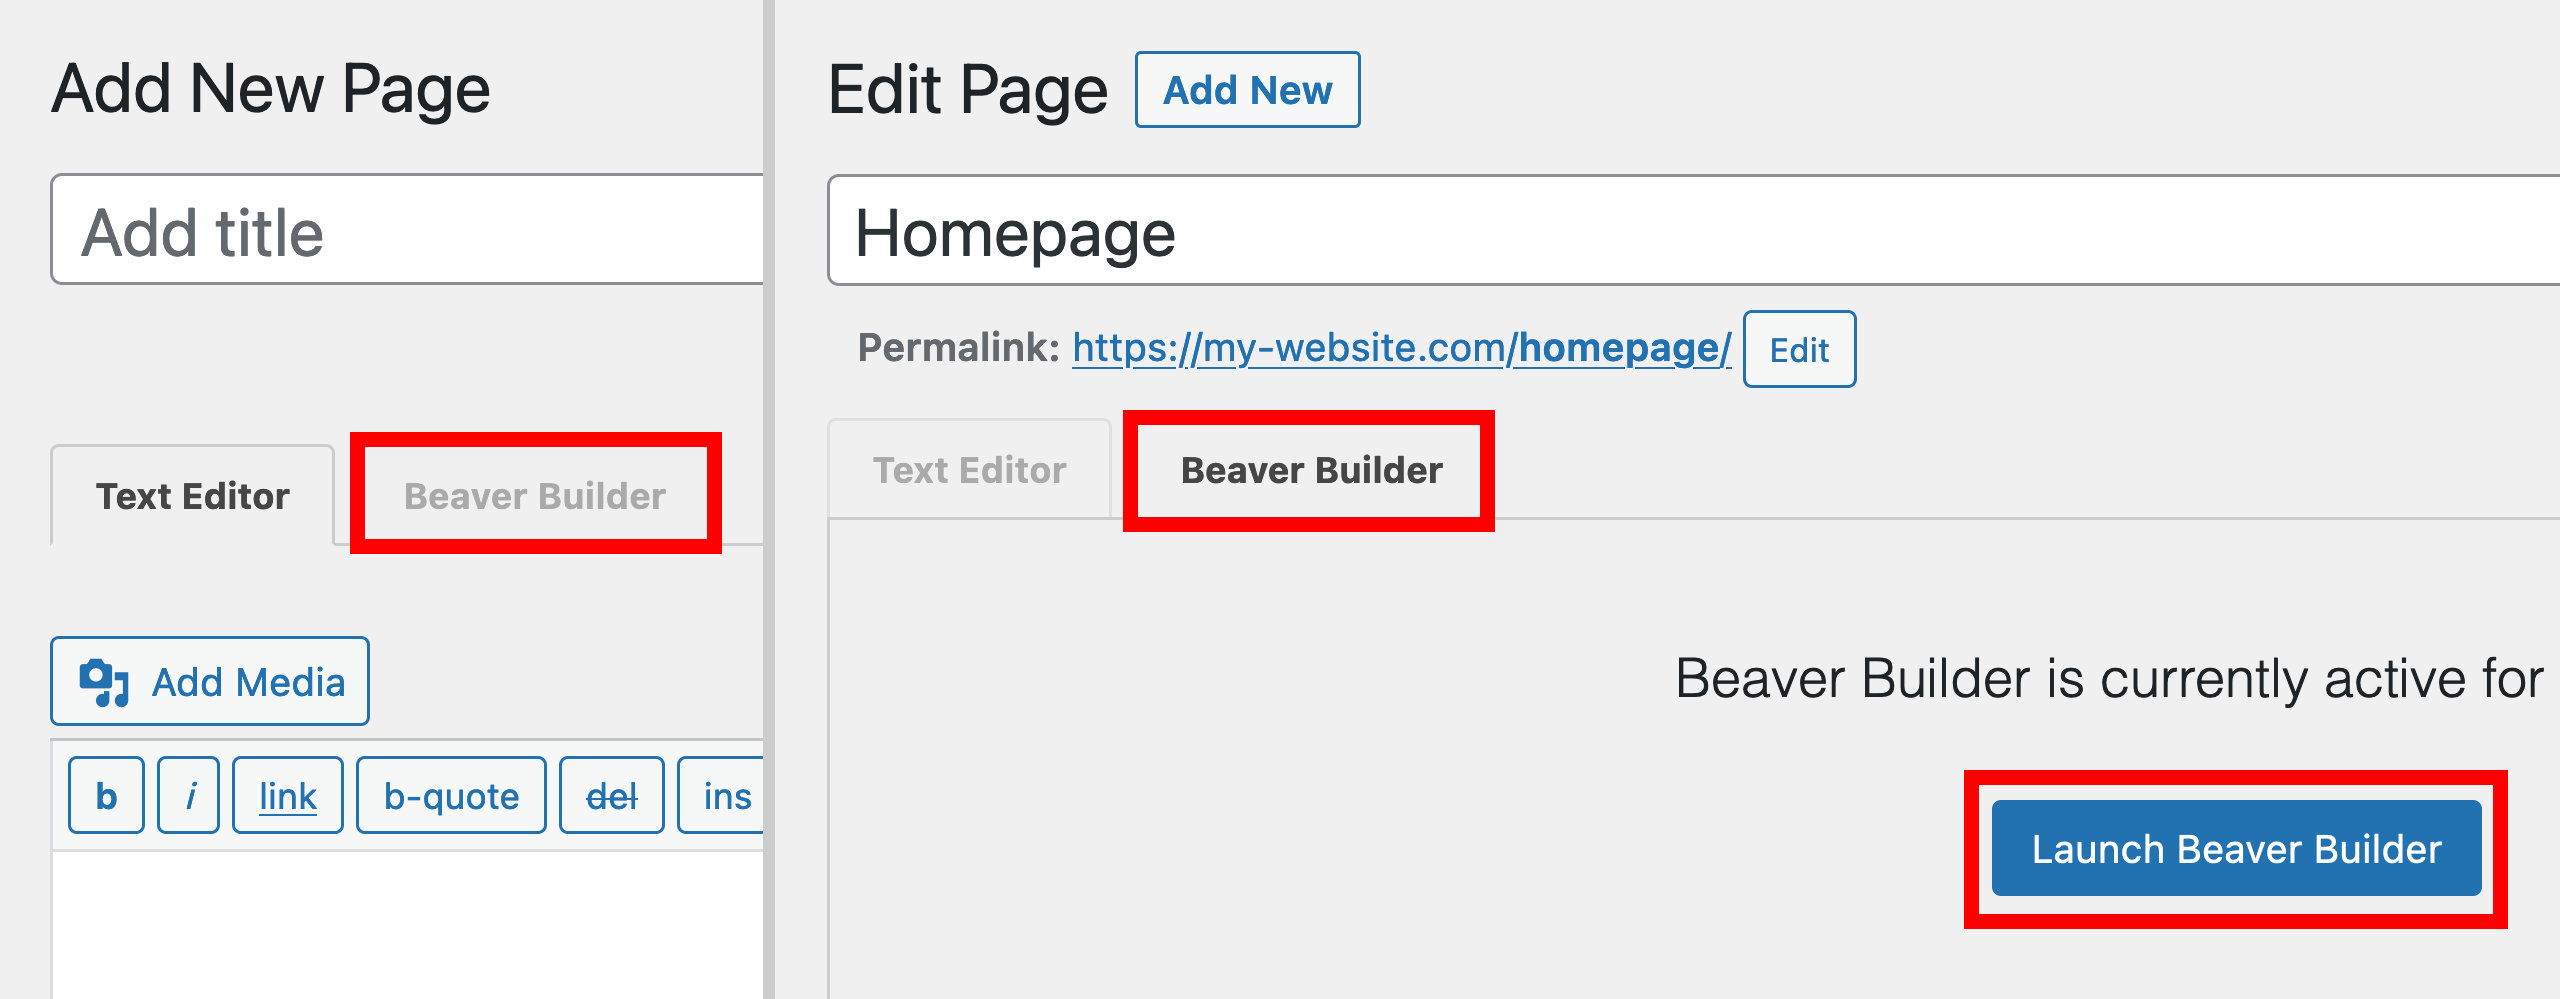 Add New Page
Add title
Text Editor Beaver Builder
Add Media
b i link b-quote del ins
Edit Page Add New
Homepage
Permalink: https://my-website.com/homepage/ Edit
Text Editor Beaver Builder
Beaver Builder is currently active for
Launch Beaver Builder